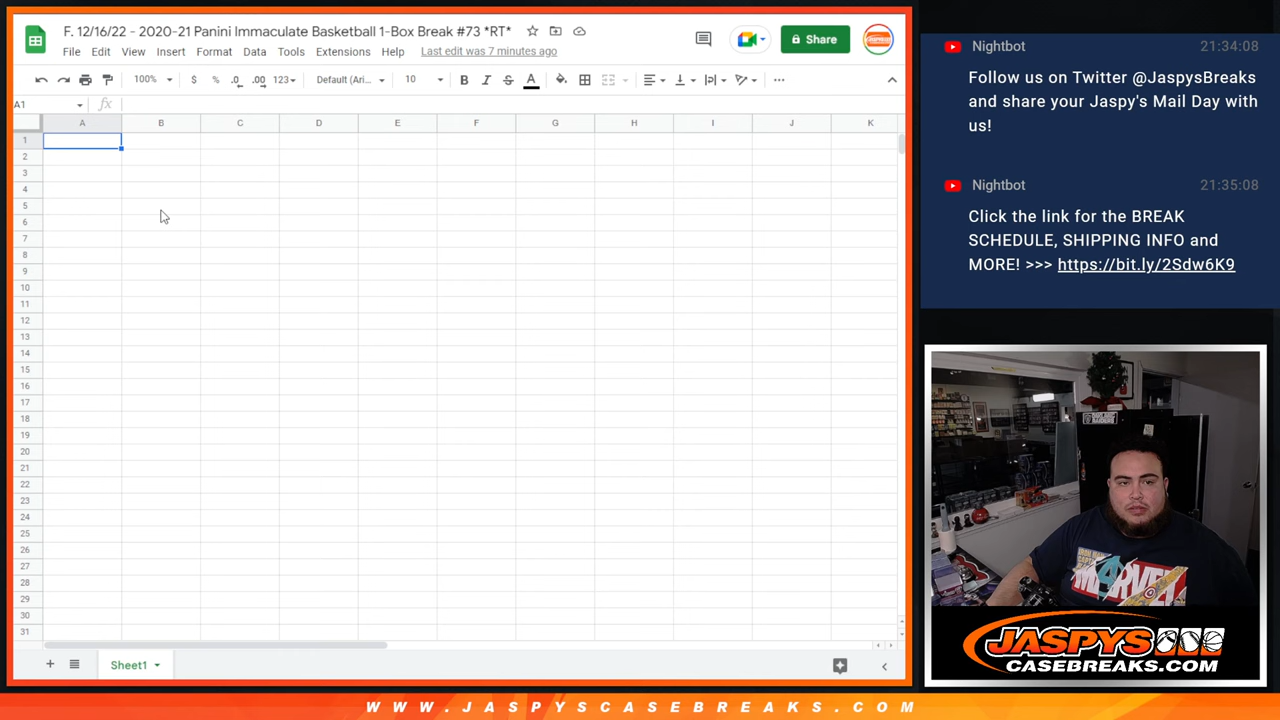 F. 12/16/22 - 2020-21 Panini Immaculate Basketball 1-Box Break #73 *RT*
File Edit View Insert Format Data Tools Extensions Help Last edit was 7 minutes ago
Share
100% $ % .0 .00 123 Default (Ari... 10 B I S A
A1 fx
A B C D E F G H I J K
1
2
3
4
5
6
7
8
9
10
11
12
13
14
15
16
17
18
19
20
21
22
23
24
25
26
27
28
29
30
31
Sheet1
Nightbot 21:34:08
Follow us on Twitter @JaspysBreaks
and share your Jaspy's Mail Day with
us!
Nightbot 21:35:08
Click the link for the BREAK
SCHEDULE, SHIPPING INFO and
MORE! >>> https://bit.ly/2Sdw6K9
MARVEL
JASPYS
CASEBREAKS.COM
WWW.JASPYSCASEBREAKS.COM